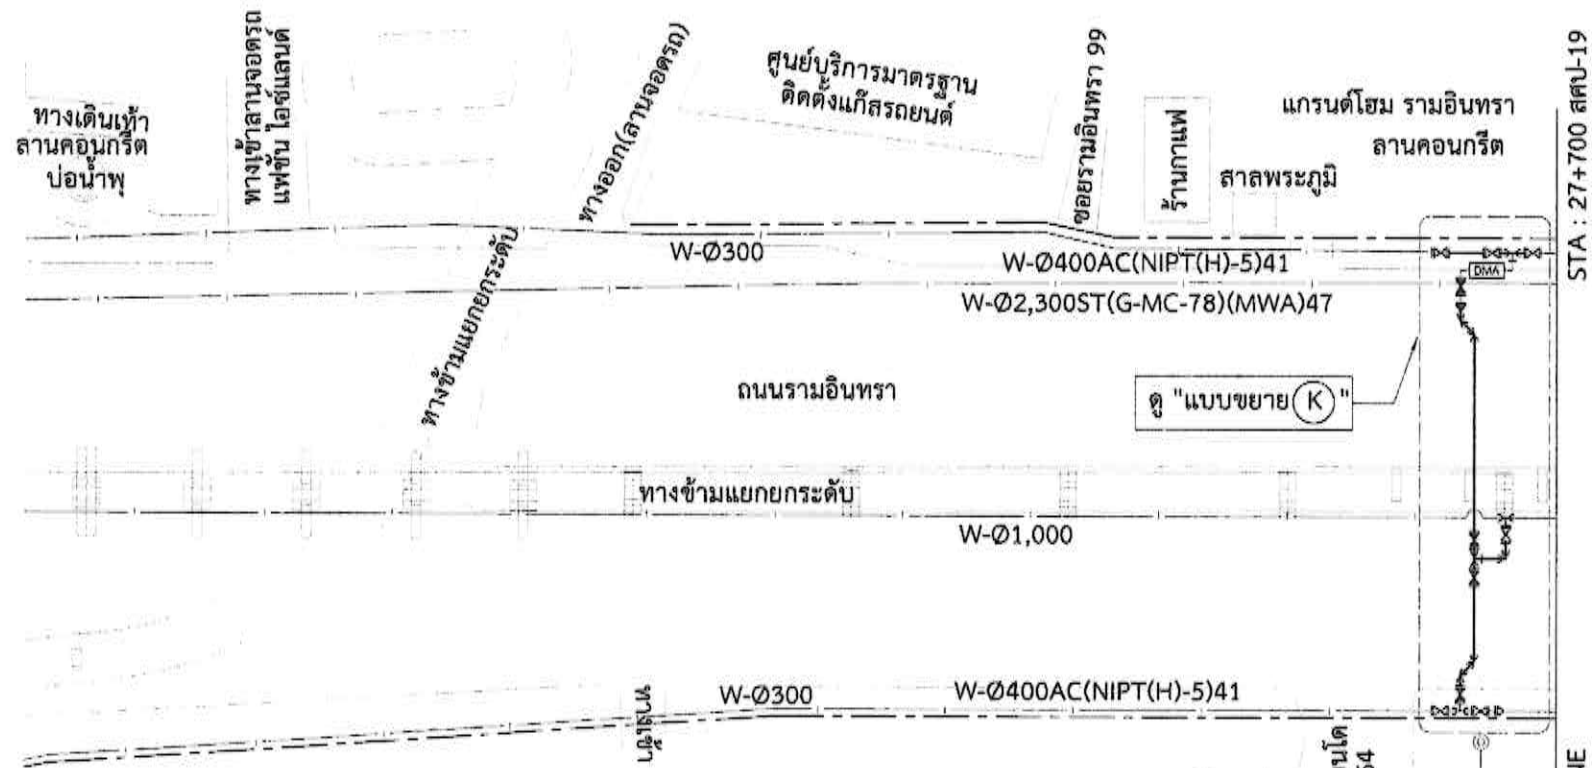 ทางเดินเท้า
ลานคอนกรีต
บ่อน้ำพุ
ทางเข้าลานจอดรถ
แฟชั่น ไอซ์แลนด์
ทางออก(ลานจอดรถ)
ศูนย์บริการมาตรฐาน
ติดตั้งแก๊สรถยนต์
ซอยรามอินทรา 99
ร้านกาแฟ
สาลพระภูมิ
แกรนด์โฮม รามอินทรา
ลานคอนกรีต
STA : 27+700 สศป-19
W-Ø300
W-Ø400AC(NIPT(H)-5)41
DMA
W-Ø2,300ST(G-MC-78)(MWA)47
ทางข้ามแยกยกระดับ
ถนนรามอินทรา
ดู "แบบขยาย K "
ทางข้ามแยกยกระดับ
W-Ø1,000
W-Ø300
W-Ø400AC(NIPT(H)-5)41
ทางเข้า